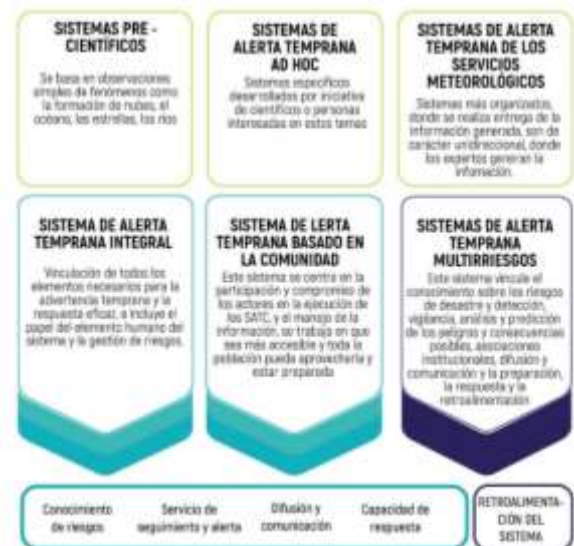 SISTEMAS PRE -
CIENTÍFICOS
Se basa en observaciones
simples de fenómenos como
la formación de nubes, el
océano, las estrellas, los ríos
SISTEMAS DE
ALERTA TEMPRANA
AD HOC
Sistemas específicos
desarrollados por iniciativa
de científicos o personas
interesadas en estos temas
SISTEMAS DE ALERTA
TEMPRANA DE LOS
SERVICIOS
METEOROLÓGICOS
Sistemas más organizados,
donde se realiza entrega de la
información generada, son de
carácter unidireccional, donde
los expertos generan la
información.
SISTEMA DE ALERTA
TEMPRANA INTEGRAL
Vinculación de todos los
elementos necesarios para la
advertencia temprana y la
respuesta eficaz, e incluye el
papel del elemento humano del
sistema y la gestión de riesgos.
SISTEMA DE LERTA
TEMPRANA BASADO EN
LA COMUNIDAD
Este sistema se centra en la
participación y compromiso de
los actores en la ejecución de
los SATC, y el manejo de la
información, se trabaja en que
sea más accesible y toda la
población pueda aprovecharla y
estar preparada
SISTEMAS DE ALERTA
TEMPRANA
MULTIRRIESGOS
Este sistema vincula el
conocimiento sobre los riesgos
de desastre y detección,
vigilancia, análisis y predicción
de los peligros y consecuencias
posibles, asociaciones
institucionales, difusión y
comunicación y la preparación,
la respuesta y la
retroalimentación
Conocimiento
de riesgos
Servicio de
seguimiento y alerta
Difusión y
comunicación
Capacidad de
respuesta
RETROALIMENTA-
CIÓN DEL
SISTEMA